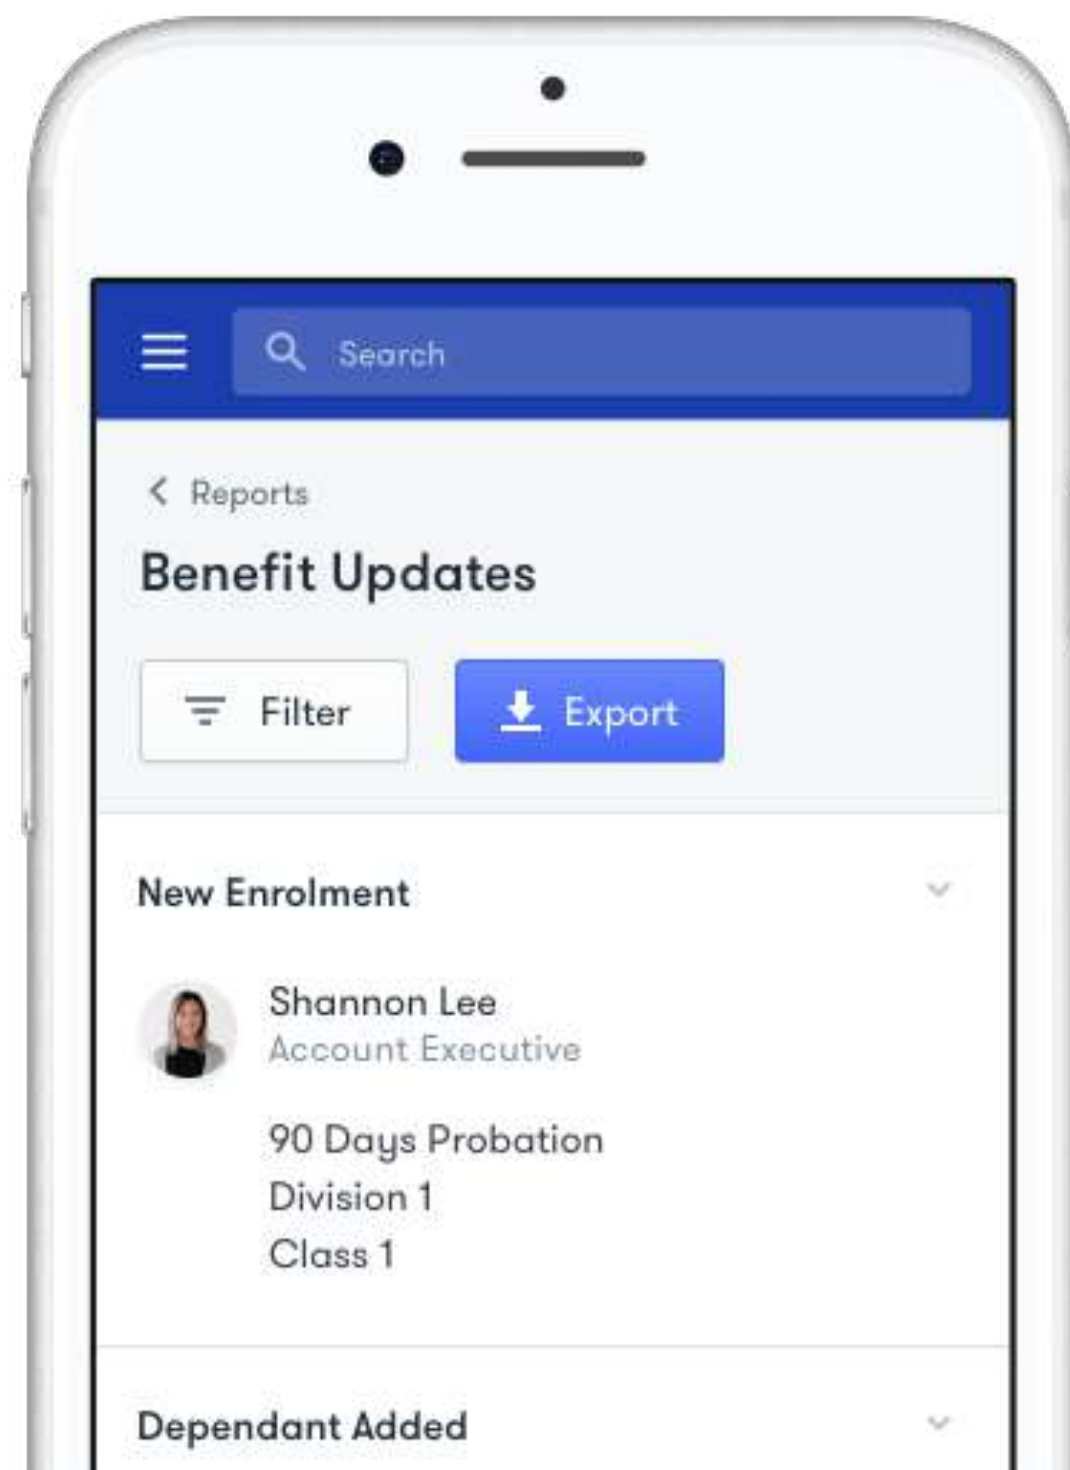 Search
Reports
Benefit Updates
Filter
Export
New Enrolment
Shannon Lee
Account Executive
90 Days Probation
Division 1
Class 1
Dependant Added